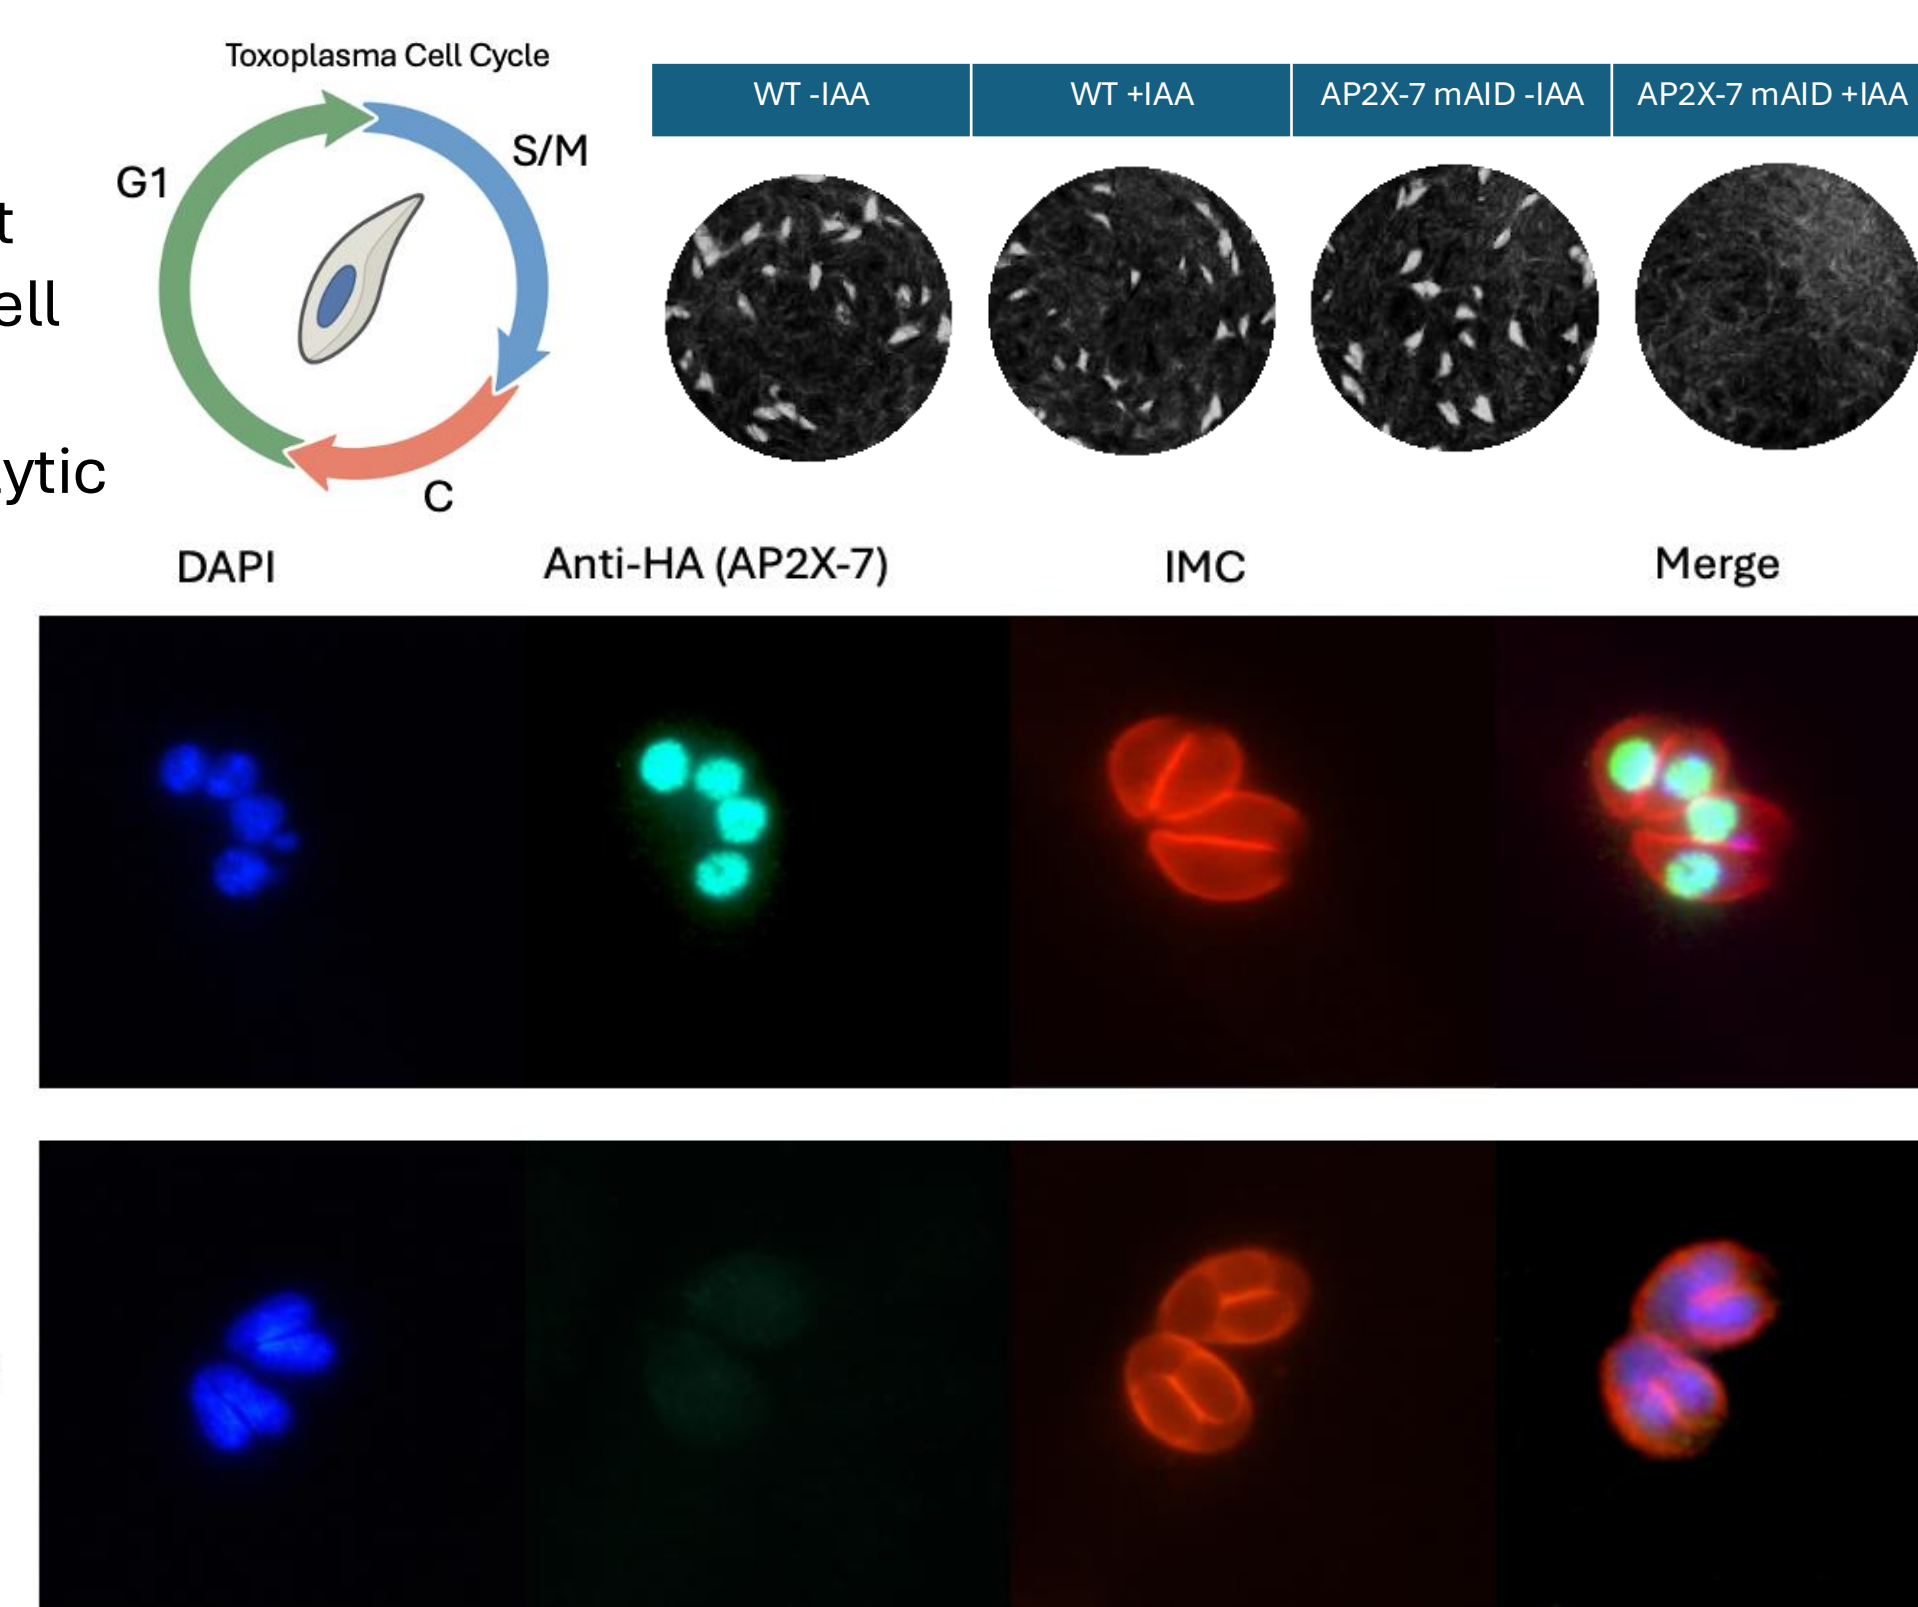 Toxoplasma Cell Cycle
G1
S/M
C
WT -IAA
WT +IAA
AP2X-7 mAID -IAA
AP2X-7 mAID +IAA
DAPI
Anti-HA (AP2X-7)
IMC
Merge